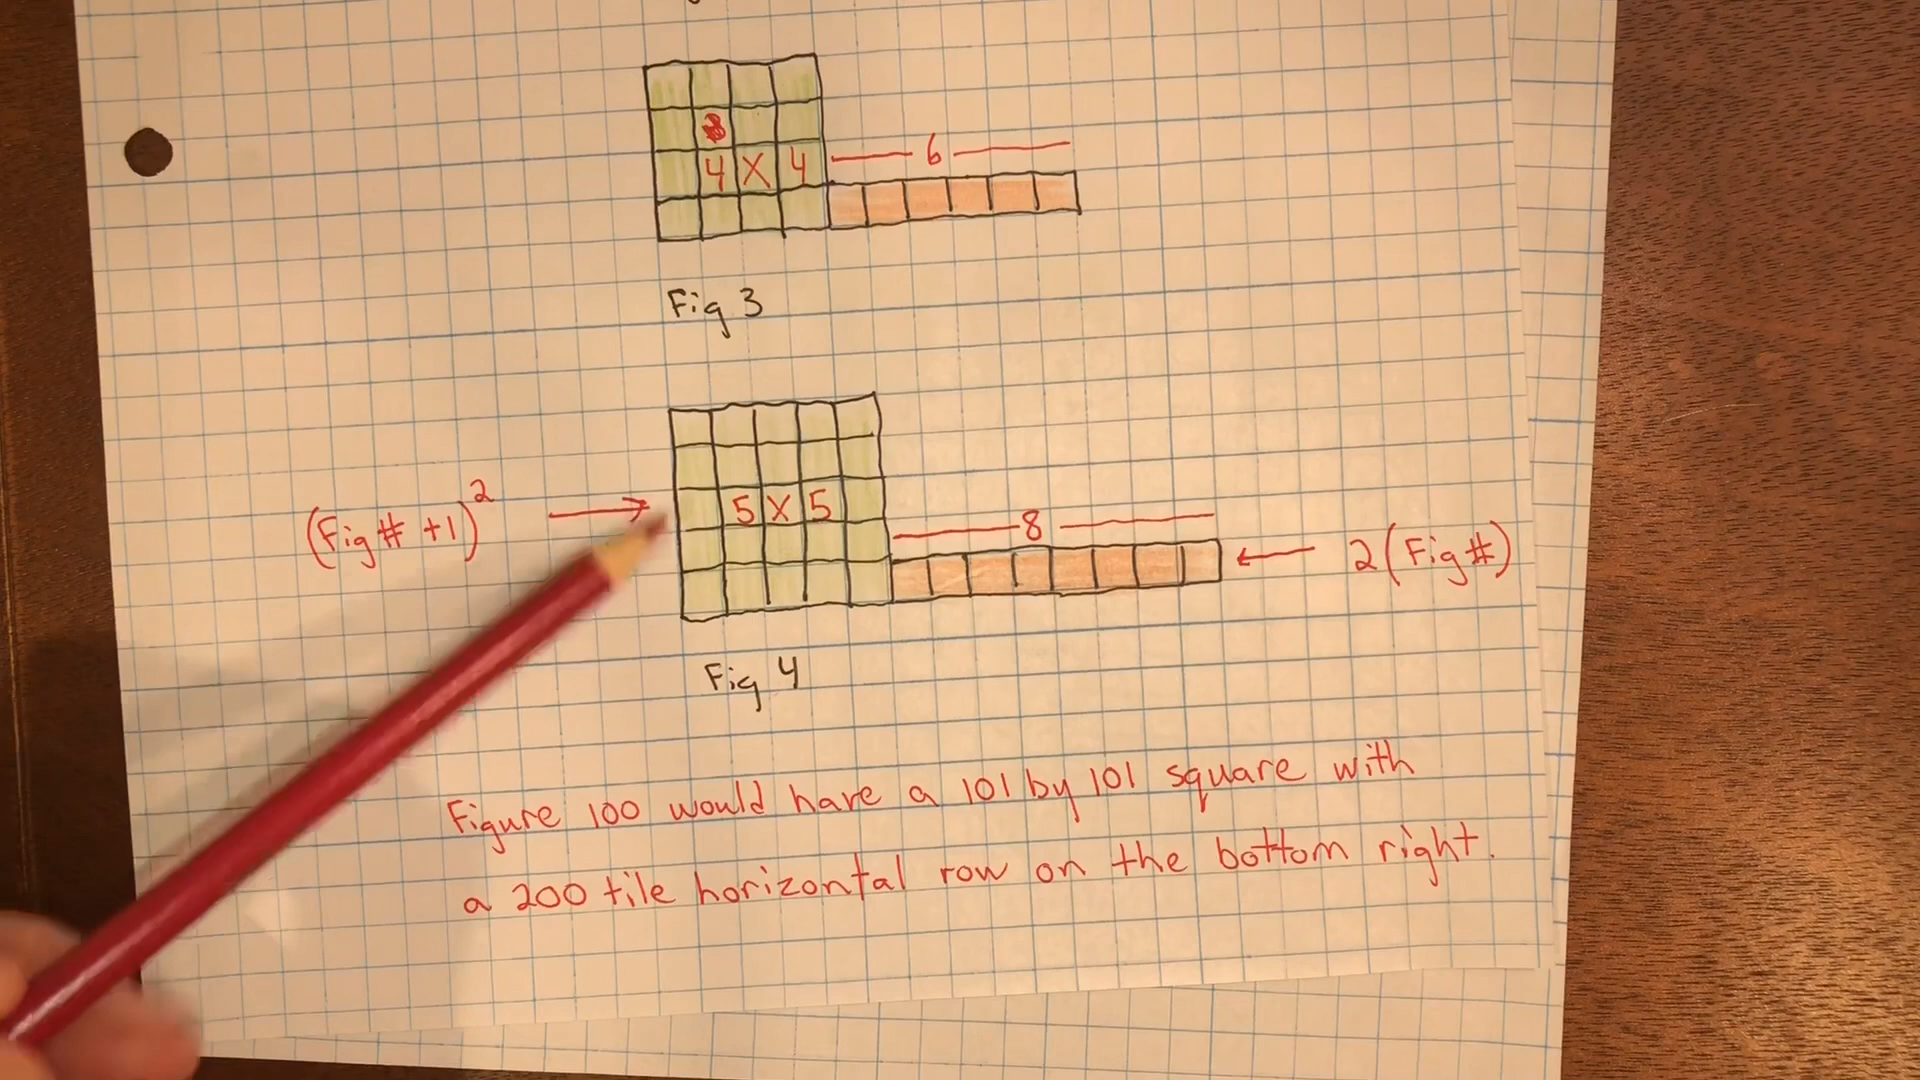 4 X 4
6
Fig 3
(Fig # +1)²
5 X 5
8
2(Fig #)
Fig 4
Figure 100 would have a 101 by 101 square with
a 200 tile horizontal row on the bottom right.